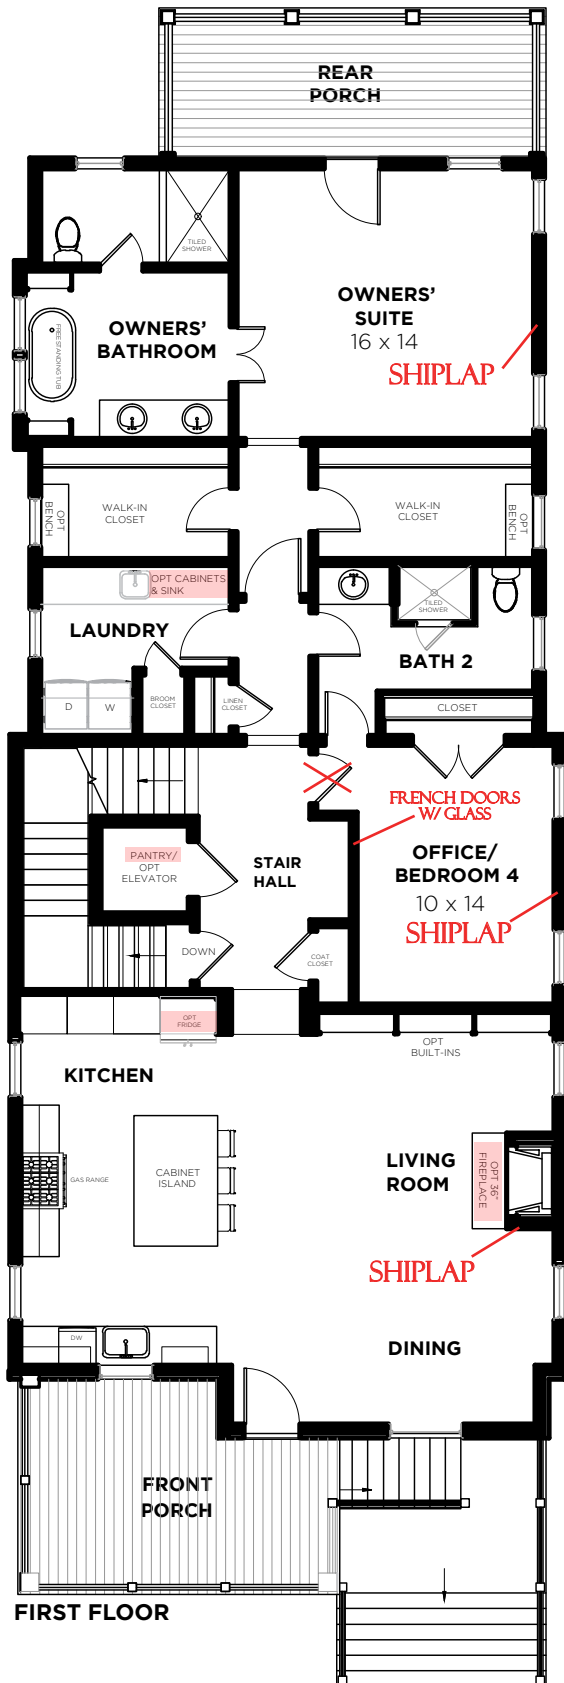 REAR
PORCH
TILED
SHOWER
OWNERS'
SUITE
16 x 14
SHIPLAP
OWNERS'
BATHROOM
FREE STANDING TUB
WALK-IN
CLOSET
OPT
BENCH
WALK-IN
CLOSET
OPT
BENCH
OPT CABINETS
& SINK
LAUNDRY
TILED
SHOWER
BATH 2
D
W
BROOM
CLOSET
LINEN
CLOSET
CLOSET
FRENCH DOORS
W/ GLASS
PANTRY/
OPT
ELEVATOR
STAIR
HALL
OFFICE/
BEDROOM 4
10 x 14
SHIPLAP
DOWN
COAT
CLOSET
OPT
FRIDGE
OPT
BUILT-INS
KITCHEN
GAS RANGE
CABINET
ISLAND
LIVING
ROOM
OPT 36"
FIREPLACE
SHIPLAP
DW
DINING
FRONT
PORCH
FIRST FLOOR